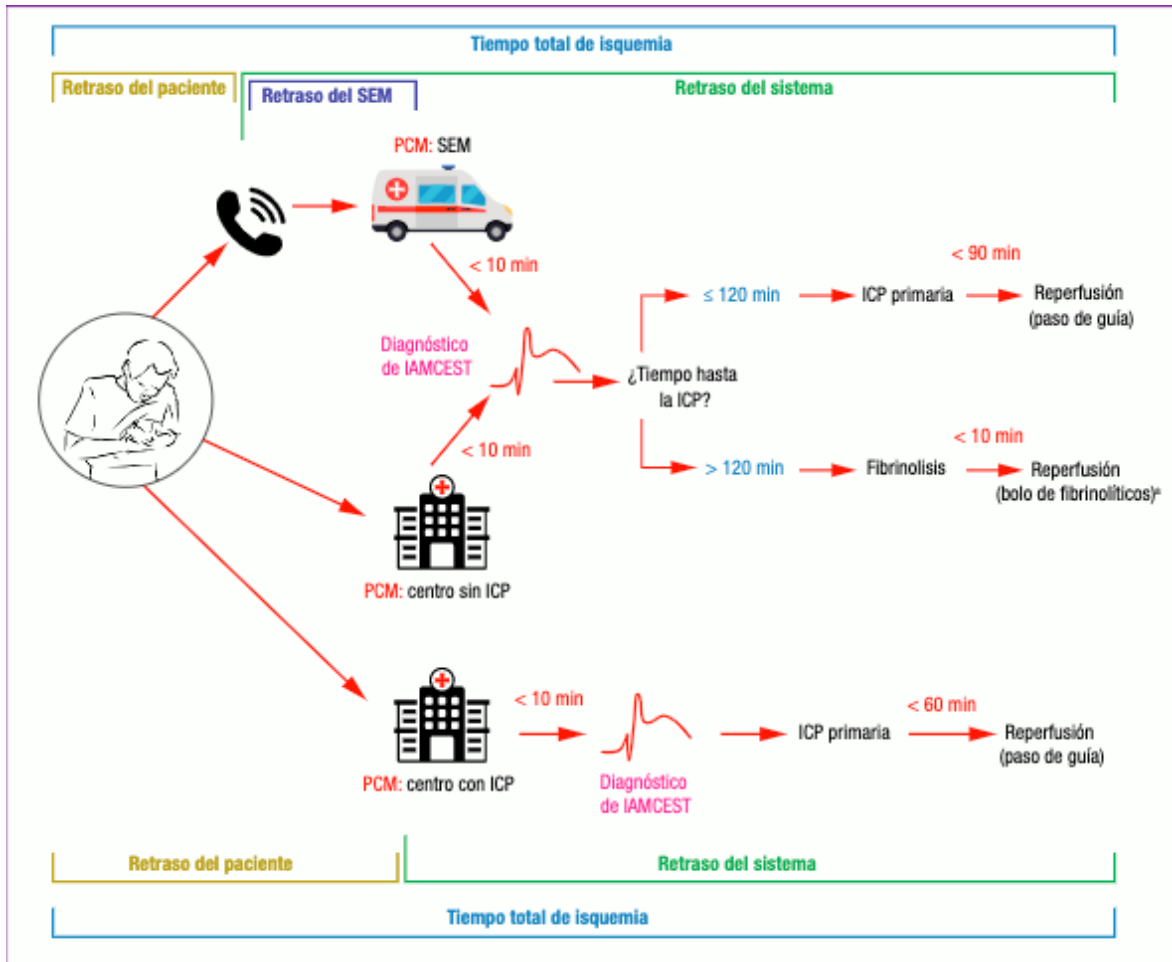 Tiempo total de isquemia
Retraso del paciente
Retraso del SEM
Retraso del sistema
PCM: SEM
< 10 min
Diagnóstico
de IAMCEST
< 10 min
PCM: centro sin ICP
¿Tiempo hasta
la ICP?
≤ 120 min
ICP primaria
< 90 min
Reperfusión
(paso de guía)
> 120 min
Fibrinolisis
< 10 min
Reperfusión
(bolo de fibrinolíticos)ª
PCM: centro con ICP
< 10 min
Diagnóstico
de IAMCEST
ICP primaria
< 60 min
Reperfusión
(paso de guía)
Retraso del paciente
Retraso del sistema
Tiempo total de isquemia